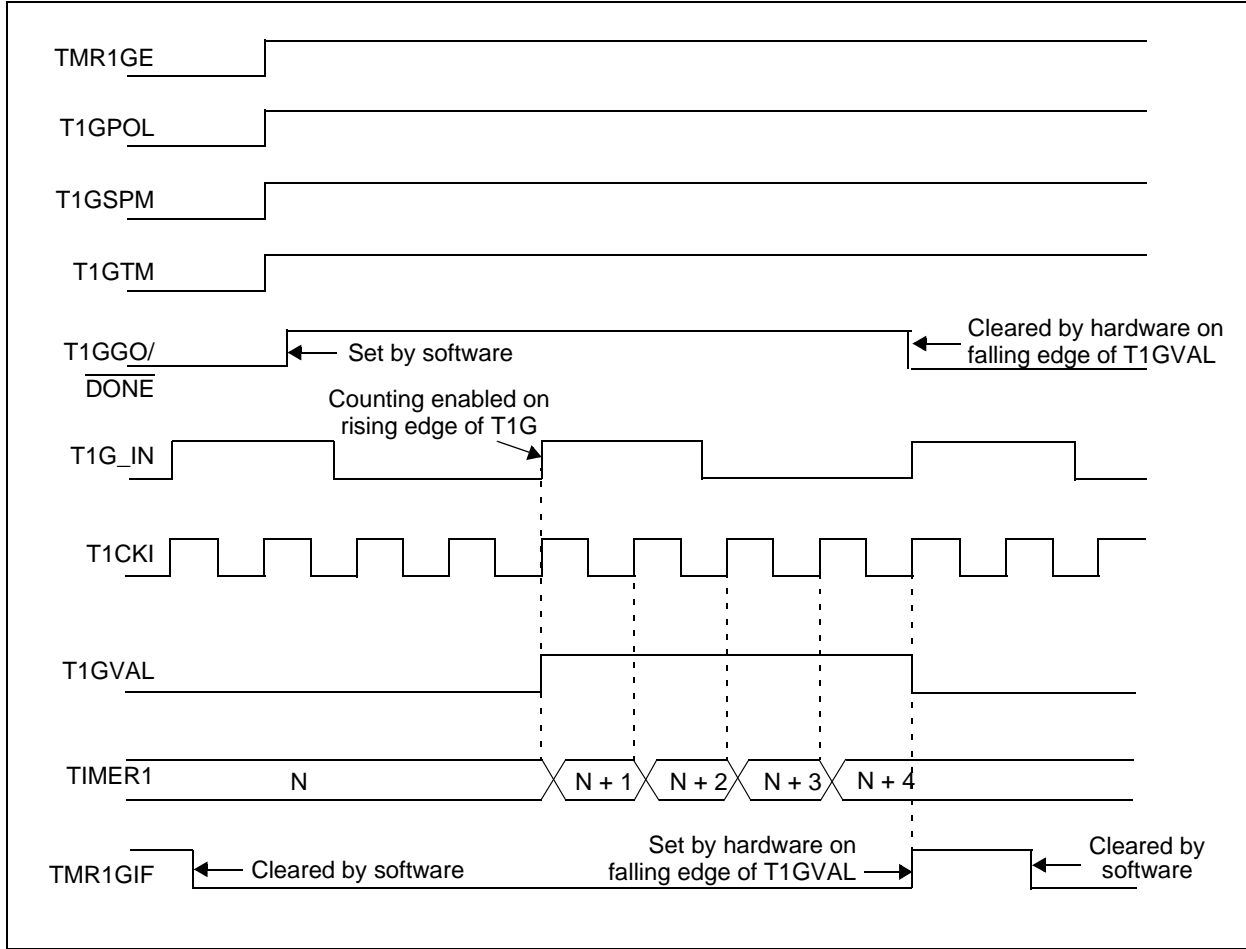 TMR1GE
T1GPOL
T1GSPM
T1GTM
T1GGO/
DONE
Set by software
Cleared by hardware on
falling edge of T1GVAL
Counting enabled on
rising edge of T1G
T1G_IN
T1CKI
T1GVAL
TIMER1
N
N + 1
N + 2
N + 3
N + 4
TMR1GIF
Cleared by software
Set by hardware on
falling edge of T1GVAL
Cleared by
software